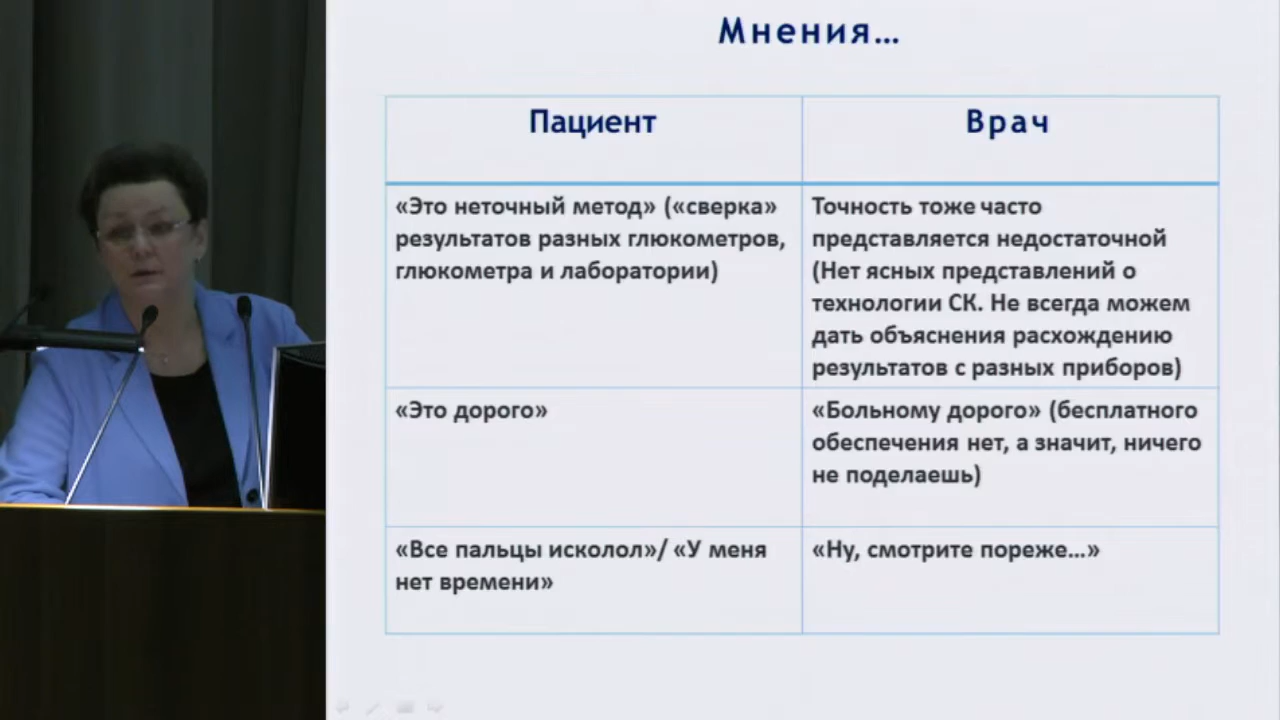 Мнения…
Пациент
Врач
«Это неточный метод» («сверка»
результатов разных глюкометров,
глюкометра и лаборатории)
Точность тоже часто
представляется недостаточной
(Нет ясных представлений о
технологии СК. Не всегда можем
дать объяснения расхождению
результатов с разных приборов)
«Это дорого»
«Больному дорого» (бесплатного
обеспечения нет, а значит, ничего
не поделаешь)
«Все пальцы исколол»/ «У меня
нет времени»
«Ну, смотрите пореже…»